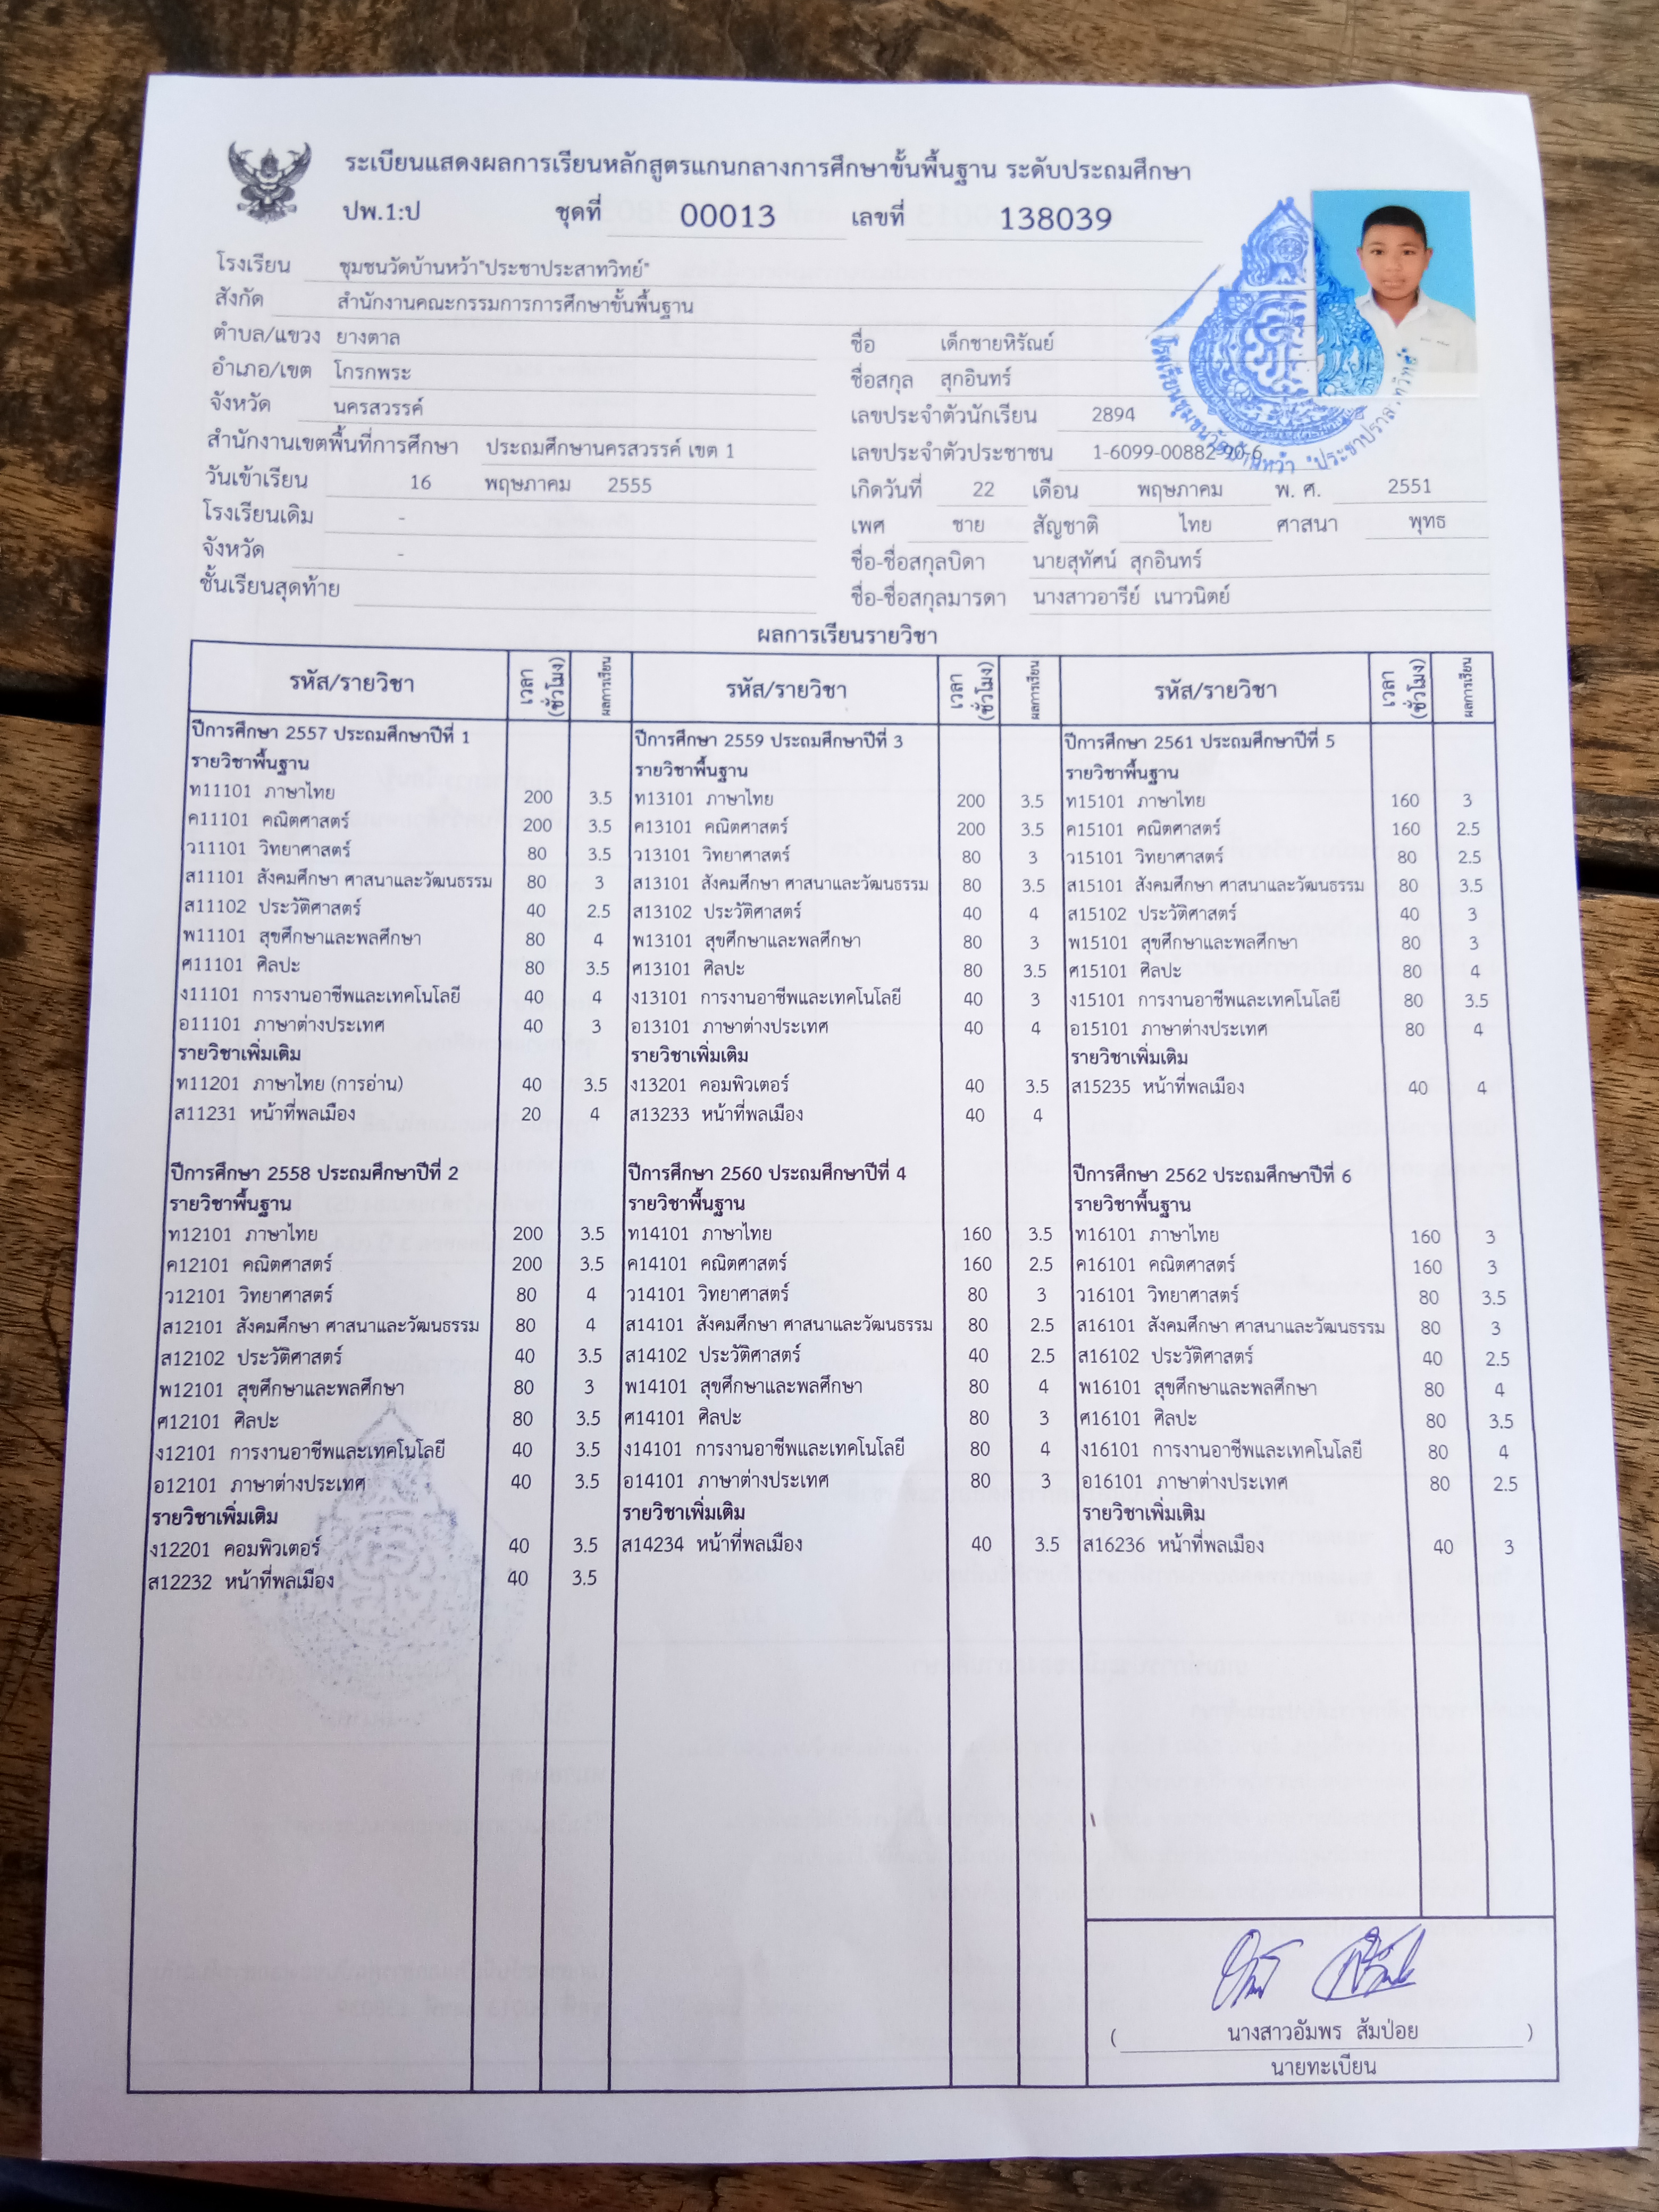 ระเบียนแสดงผลการเรียนหลักสูตรแกนกลางการศึกษาขั้นพื้นฐาน ระดับประถมศึกษา
ปพ.1:ป ชุดที่ 00013 เลขที่ 138039
โรงเรียน ชุมชนวัดบ้านหว้า"ประชาประสาทวิทย์"
สังกัด สำนักงานคณะกรรมการการศึกษาขั้นพื้นฐาน
ตำบล/แขวง ยางตาล
อำเภอ/เขต โกรกพระ
จังหวัด นครสวรรค์
สำนักงานเขตพื้นที่การศึกษา ประถมศึกษานครสวรรค์ เขต 1
วันเข้าเรียน 16 พฤษภาคม 2555
โรงเรียนเดิม -
จังหวัด -
ชั้นเรียนสุดท้าย
ชื่อ เด็กชายหิรัณย์
ชื่อสกุล สุกอินทร์
เลขประจำตัวนักเรียน 2894
เลขประจำตัวประชาชน 1-6099-00882-90-6
เกิดวันที่ 22 เดือน พฤษภาคม พ. ศ. 2551
เพศ ชาย สัญชาติ ไทย ศาสนา พุทธ
ชื่อ-ชื่อสกุลบิดา นายสุทัศน์ สุกอินทร์
ชื่อ-ชื่อสกุลมารดา นางสาวอารีย์ เนาวนิตย์
ผลการเรียนรายวิชา
รหัส/รายวิชา เวลา (ชั่วโมง) ผลการเรียน รหัส/รายวิชา เวลา (ชั่วโมง) ผลการเรียน รหัส/รายวิชา เวลา (ชั่วโมง) ผลการเรียน
ปีการศึกษา 2557 ประถมศึกษาปีที่ 1
รายวิชาพื้นฐาน
ท11101 ภาษาไทย 200 3.5
ค11101 คณิตศาสตร์ 200 3.5
ว11101 วิทยาศาสตร์ 80 3.5
ส11101 สังคมศึกษา ศาสนาและวัฒนธรรม 80 3
ส11102 ประวัติศาสตร์ 40 2.5
พ11101 สุขศึกษาและพลศึกษา 80 4
ศ11101 ศิลปะ 80 3.5
ง11101 การงานอาชีพและเทคโนโลยี 40 4
อ11101 ภาษาต่างประเทศ 40 3
รายวิชาเพิ่มเติม
ท11201 ภาษาไทย (การอ่าน) 40 3.5
ส11231 หน้าที่พลเมือง 20 4
ปีการศึกษา 2558 ประถมศึกษาปีที่ 2
รายวิชาพื้นฐาน
ท12101 ภาษาไทย 200 3.5
ค12101 คณิตศาสตร์ 200 3.5
ว12101 วิทยาศาสตร์ 80 4
ส12101 สังคมศึกษา ศาสนาและวัฒนธรรม 80 4
ส12102 ประวัติศาสตร์ 40 3.5
พ12101 สุขศึกษาและพลศึกษา 80 3
ศ12101 ศิลปะ 80 3.5
ง12101 การงานอาชีพและเทคโนโลยี 40 3.5
อ12101 ภาษาต่างประเทศ 40 3.5
รายวิชาเพิ่มเติม
ง12201 คอมพิวเตอร์ 40 3.5
ส12232 หน้าที่พลเมือง 40 3.5
ปีการศึกษา 2559 ประถมศึกษาปีที่ 3
รายวิชาพื้นฐาน
ท13101 ภาษาไทย 200 3.5
ค13101 คณิตศาสตร์ 200 3.5
ว13101 วิทยาศาสตร์ 80 3
ส13101 สังคมศึกษา ศาสนาและวัฒนธรรม 80 3.5
ส13102 ประวัติศาสตร์ 40 4
พ13101 สุขศึกษาและพลศึกษา 80 3
ศ13101 ศิลปะ 80 3.5
ง13101 การงานอาชีพและเทคโนโลยี 40 3
อ13101 ภาษาต่างประเทศ 40 4
รายวิชาเพิ่มเติม
ง13201 คอมพิวเตอร์ 40 3.5
ส13233 หน้าที่พลเมือง 40 4
ปีการศึกษา 2560 ประถมศึกษาปีที่ 4
รายวิชาพื้นฐาน
ท14101 ภาษาไทย 160 3.5
ค14101 คณิตศาสตร์ 160 2.5
ว14101 วิทยาศาสตร์ 80 3
ส14101 สังคมศึกษา ศาสนาและวัฒนธรรม 80 2.5
ส14102 ประวัติศาสตร์ 40 2.5
พ14101 สุขศึกษาและพลศึกษา 80 4
ศ14101 ศิลปะ 80 3
ง14101 การงานอาชีพและเทคโนโลยี 80 4
อ14101 ภาษาต่างประเทศ 80 3
รายวิชาเพิ่มเติม
ส14234 หน้าที่พลเมือง 40 3.5
ปีการศึกษา 2561 ประถมศึกษาปีที่ 5
รายวิชาพื้นฐาน
ท15101 ภาษาไทย 160 3
ค15101 คณิตศาสตร์ 160 2.5
ว15101 วิทยาศาสตร์ 80 2.5
ส15101 สังคมศึกษา ศาสนาและวัฒนธรรม 80 3.5
ส15102 ประวัติศาสตร์ 40 3
พ15101 สุขศึกษาและพลศึกษา 80 3
ศ15101 ศิลปะ 80 4
ง15101 การงานอาชีพและเทคโนโลยี 80 3.5
อ15101 ภาษาต่างประเทศ 80 4
รายวิชาเพิ่มเติม
ส15235 หน้าที่พลเมือง 40 4
ปีการศึกษา 2562 ประถมศึกษาปีที่ 6
รายวิชาพื้นฐาน
ท16101 ภาษาไทย 160 3
ค16101 คณิตศาสตร์ 160 3
ว16101 วิทยาศาสตร์ 80 3.5
ส16101 สังคมศึกษา ศาสนาและวัฒนธรรม 80 3
ส16102 ประวัติศาสตร์ 40 2.5
พ16101 สุขศึกษาและพลศึกษา 80 4
ศ16101 ศิลปะ 80 3.5
ง16101 การงานอาชีพและเทคโนโลยี 80 4
อ16101 ภาษาต่างประเทศ 80 2.5
รายวิชาเพิ่มเติม
ส16236 หน้าที่พลเมือง 40 3
( นางสาวอัมพร ส้มป่อย )
นายทะเบียน